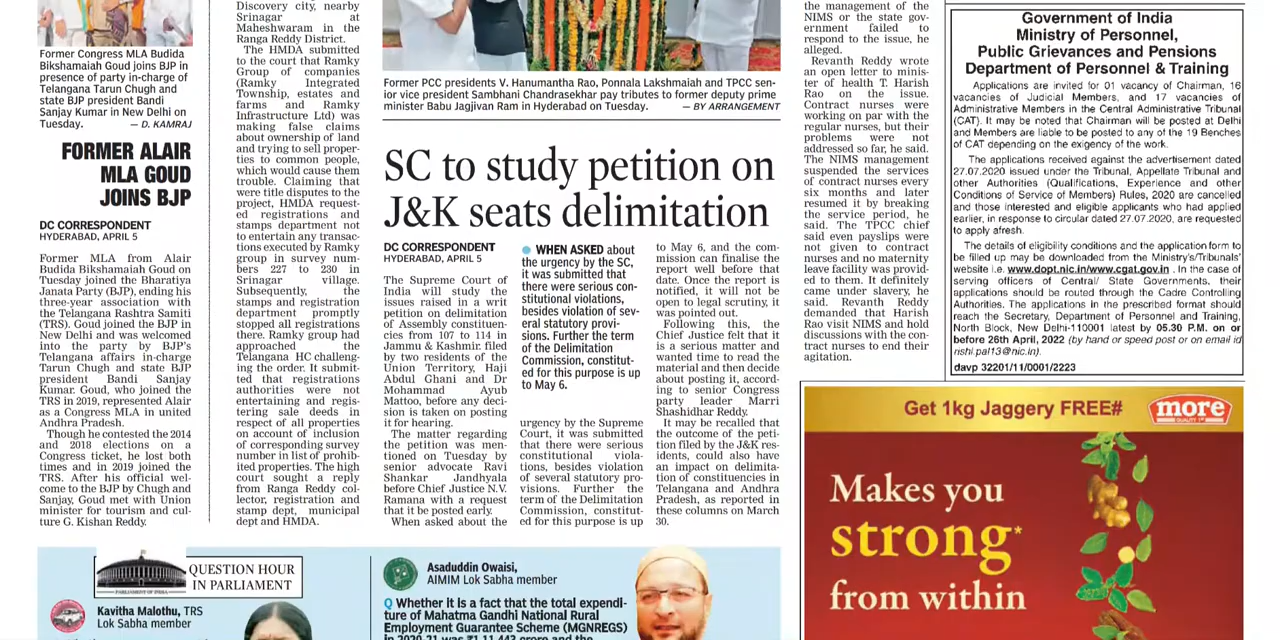 Former Congress MLA Budida
Bikshamaiah Goud joins BJP in
presence of party in-charge of
Telangana Tarun Chugh and
state BJP president Bandi
Sanjay Kumar in New Delhi on
Tuesday. — D. KAMRAJ
FORMER ALAIR
MLA GOUD
JOINS BJP
DC CORRESPONDENT
HYDERABAD, APRIL 5
Former MLA from Alair
Budida Bikshamaiah Goud on
Tuesday joined the Bharatiya
Janata Party (BJP), ending his
three-year association with
the Telangana Rashtra Samiti
(TRS). Goud joined the BJP in
New Delhi and was welcomed
into the party by BJP's
Telangana affairs in-charge
Tarun Chugh and state BJP
president Bandi Sanjay
Kumar. Goud, who joined the
TRS in 2019, represented Alair
as a Congress MLA in united
Andhra Pradesh.
Though he contested the 2014
and 2018 elections on a
Congress ticket, he lost both
times and in 2019 joined the
TRS. After his official wel-
come to the BJP by Chugh and
Sanjay, Goud met with Union
minister for tourism and cul-
ture G. Kishan Reddy.
Discovery city, nearby
Srinagar at
Maheshwaram in the
Ranga Reddy District.
The HMDA submitted
to the court that Ramky
Group of companies
(Ramky Integrated
Township, estates and
farms and Ramky
Infrastructure Ltd) was
making false claims
about ownership of land
and trying to sell proper-
ties to common people,
which would cause them
trouble. Claiming that
were title disputes to the
project, HMDA request-
ed registrations and
stamps department not
to entertain any transac-
tions executed by Ramky
group in survey num-
bers 227 to 230 in
Srinagar village.
Subsequently, the
stamps and registration
department promptly
stopped all registrations
there. Ramky group had
approached the
Telangana HC challeng-
ing the order. It submit-
ted that registrations
authorities were not
entertaining and regis-
tering sale deeds in
respect of all properties
on account of inclusion
of corresponding survey
number in list of prohib-
ited properties. The high
court sought a reply
from Ranga Reddy col-
lector, registration and
stamp dept, municipal
dept and HMDA.
Former PCC presidents V. Hanumantha Rao, Ponnala Lakshmaiah and TPCC sen-
ior vice president Sambhani Chandrasekhar pay tributes to former deputy prime
minister Babu Jagjivan Ram in Hyderabad on Tuesday. — BY ARRANGEMENT
SC to study petition on
J&K seats delimitation
DC CORRESPONDENT
HYDERABAD, APRIL 5
The Supreme Court of
India will study the
issues raised in a writ
petition on delimitation
of Assembly constituen-
cies from 107 to 114 in
Jammu & Kashmir filed
by two residents of the
Union Territory, Haji
Abdul Ghani and Dr
Mohammad Ayub
Mattoo, before any deci-
sion is taken on posting
it for hearing.
The matter regarding
the petition was men-
tioned on Tuesday by
senior advocate Ravi
Shankar Jandhyala
before Chief Justice N.V.
Ramana with a request
that it be posted early.
When asked about the
WHEN ASKED about
the urgency by the SC,
it was submitted that
there were serious con-
stitutional violations,
besides violation of sev-
eral statutory provi-
sions. Further the term of
the Delimitation
Commission, constitut-
ed for this purpose is up
to May 6.
urgency by the Supreme
Court, it was submitted
that there were serious
constitutional viola-
tions, besides violation
of several statutory pro-
visions. Further the
term of the Delimitation
Commission, constitut-
ed for this purpose is up
to May 6, and the com-
mission can finalise the
report well before that
date. Once the report is
notified, it will not be
open to legal scrutiny, it
was pointed out.
Following this, the
Chief Justice felt that it
is a serious matter and
wanted time to read the
material and then decide
about posting it, accord-
ing to senior Congress
party leader Marri
Shashidhar Reddy.
It may be recalled that
the outcome of the peti-
tion filed by the J&K res-
idents, could also have
an impact on delimita-
tion of constituencies in
Telangana and Andhra
Pradesh, as reported in
these columns on March
30.
the management of the
NIMS or the state gov-
ernment failed to
respond to the issue, he
alleged.
Revanth Reddy wrote
an open letter to minis-
ter of health T. Harish
Rao on the issue.
Contract nurses were
working on par with the
regular nurses, but their
problems were not
addressed so far, he said.
The NIMS management
suspended the services
of contract nurses every
six months and later
resumed it by breaking
the service period, he
said. The TPCC chief
said even payslips were
not given to contract
nurses and no maternity
leave facility was provid-
ed to them. It definitely
came under slavery, he
said. Revanth Reddy
demanded that Harish
Rao visit NIMS and hold
discussions with the con-
tract nurses to end their
agitation.
Government of India
Ministry of Personnel,
Public Grievances and Pensions
Department of Personnel & Training
Applications are invited for 01 vacancy of Chairman, 16
vacancies of Judicial Members, and 17 vacancies of
Administrative Members in the Central Administrative Tribunal
(CAT). It may be noted that Chairman will be posted at Delhi
and Members are liable to be posted to any of the 19 Benches
of CAT depending on the exigency of the work.
The applications received against the advertisement dated
27.07.2020 issued under the Tribunal, Appellate Tribunal and
other Authorities (Qualifications, Experience and other
Conditions of Service of Members) Rules, 2020 are cancelled
and those interested and eligible applicants who had applied
earlier, in response to circular dated 27.07.2020, are requested
to apply afresh.
The details of eligibility conditions and the application form to
be filled up may be downloaded from the Ministry's/Tribunals'
website i.e. www.dopt.nic.in/www.cgat.gov.in . In the case of
serving officers of Central/ State Governments, their
applications should be routed through the Cadre Controlling
Authorities. The applications in the prescribed format should
reach the Secretary, Department of Personnel and Training,
North Block, New Delhi-110001 latest by 05.30 P.M. on or
before 26th April, 2022 (by hand or speed post or on email id
rishi.pal13@nic.in).
davp 32201/11/0001/2223
Get 1kg Jaggery FREE#
more
QUALITY 1ST
Makes you
strong*
from within
PARLIAMENT OF INDIA
QUESTION HOUR
IN PARLIAMENT
Kavitha Malothu, TRS
Lok Sabha member
Asaduddin Owaisi,
AIMIM Lok Sabha member
Q Whether it is a fact that the total expendi-
ture of Mahatma Gandhi National Rural
Employment Guarantee Scheme (MGNREGS)
in 2020-21 was ₹1,11,443 crore and the